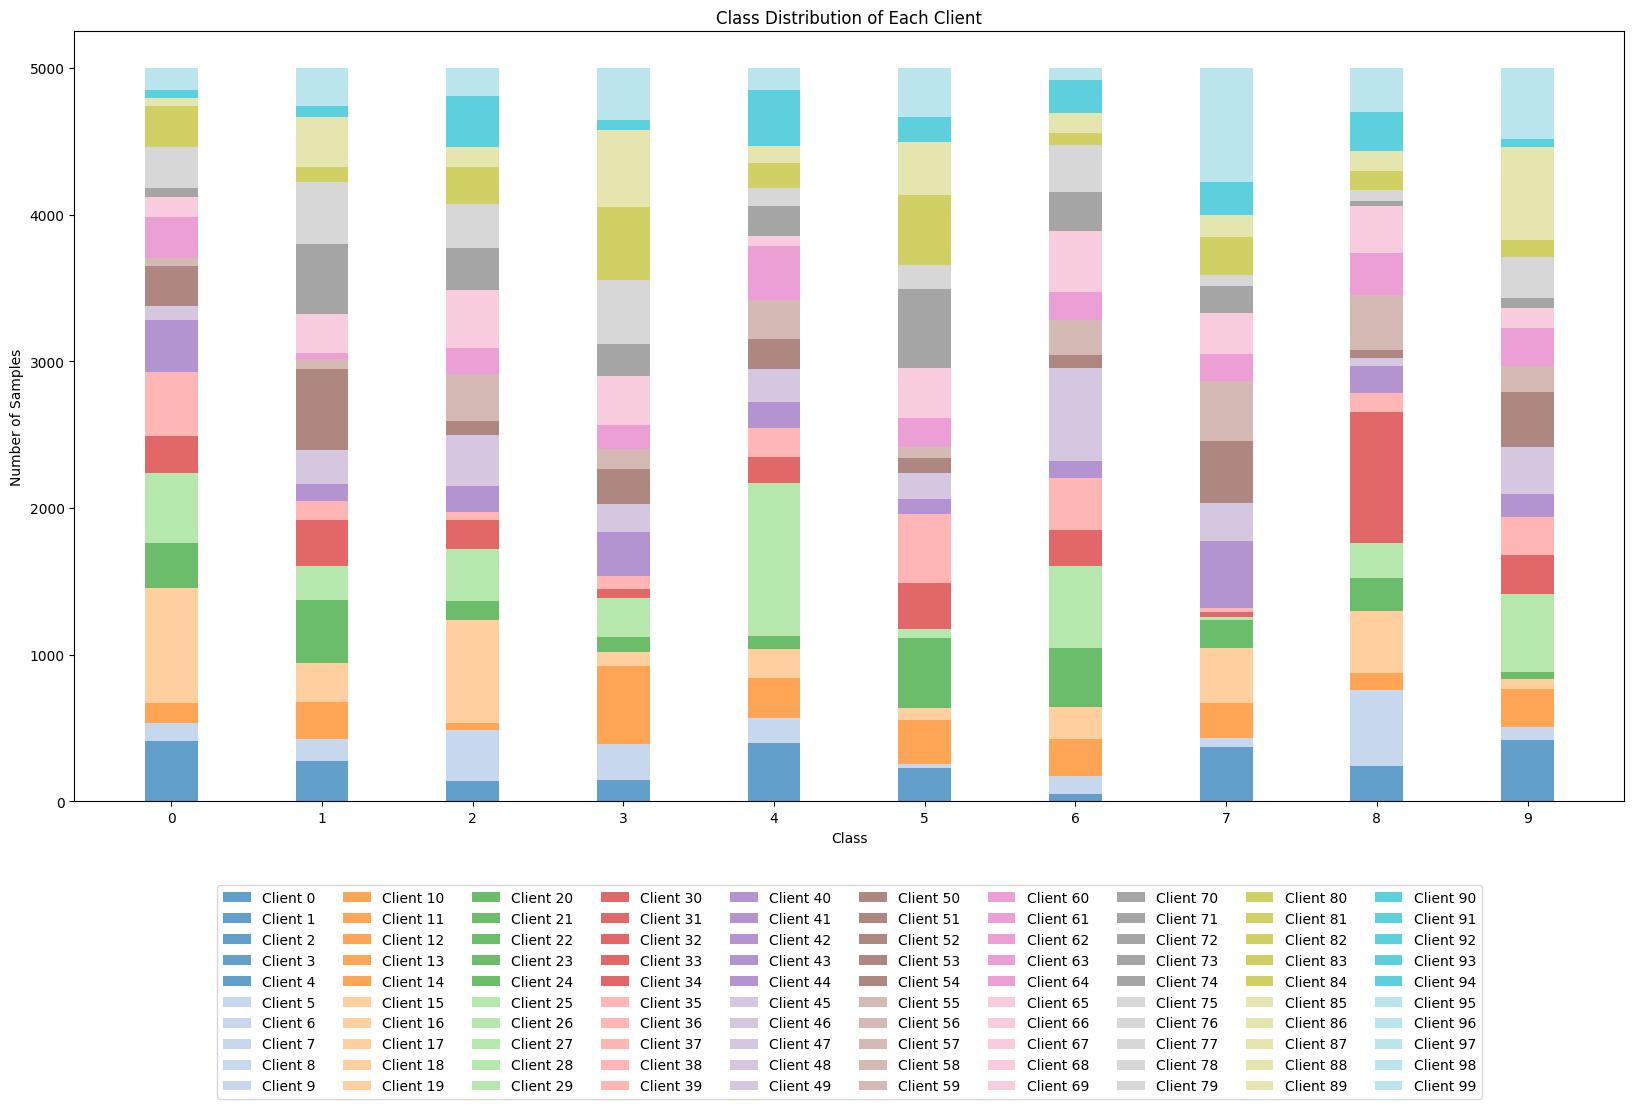 Class Distribution of Each Client
5000
4000
3000
2000
1000
0
Number of Samples
0 1 2 3 4 5 6 7 8 9
Class
Client 0 Client 10 Client 20 Client 30 Client 40 Client 50 Client 60 Client 70 Client 80 Client 90
Client 1 Client 11 Client 21 Client 31 Client 41 Client 51 Client 61 Client 71 Client 81 Client 91
Client 2 Client 12 Client 22 Client 32 Client 42 Client 52 Client 62 Client 72 Client 82 Client 92
Client 3 Client 13 Client 23 Client 33 Client 43 Client 53 Client 63 Client 73 Client 83 Client 93
Client 4 Client 14 Client 24 Client 34 Client 44 Client 54 Client 64 Client 74 Client 84 Client 94
Client 5 Client 15 Client 25 Client 35 Client 45 Client 55 Client 65 Client 75 Client 85 Client 95
Client 6 Client 16 Client 26 Client 36 Client 46 Client 56 Client 66 Client 76 Client 86 Client 96
Client 7 Client 17 Client 27 Client 37 Client 47 Client 57 Client 67 Client 77 Client 87 Client 97
Client 8 Client 18 Client 28 Client 38 Client 48 Client 58 Client 68 Client 78 Client 88 Client 98
Client 9 Client 19 Client 29 Client 39 Client 49 Client 59 Client 69 Client 79 Client 89 Client 99